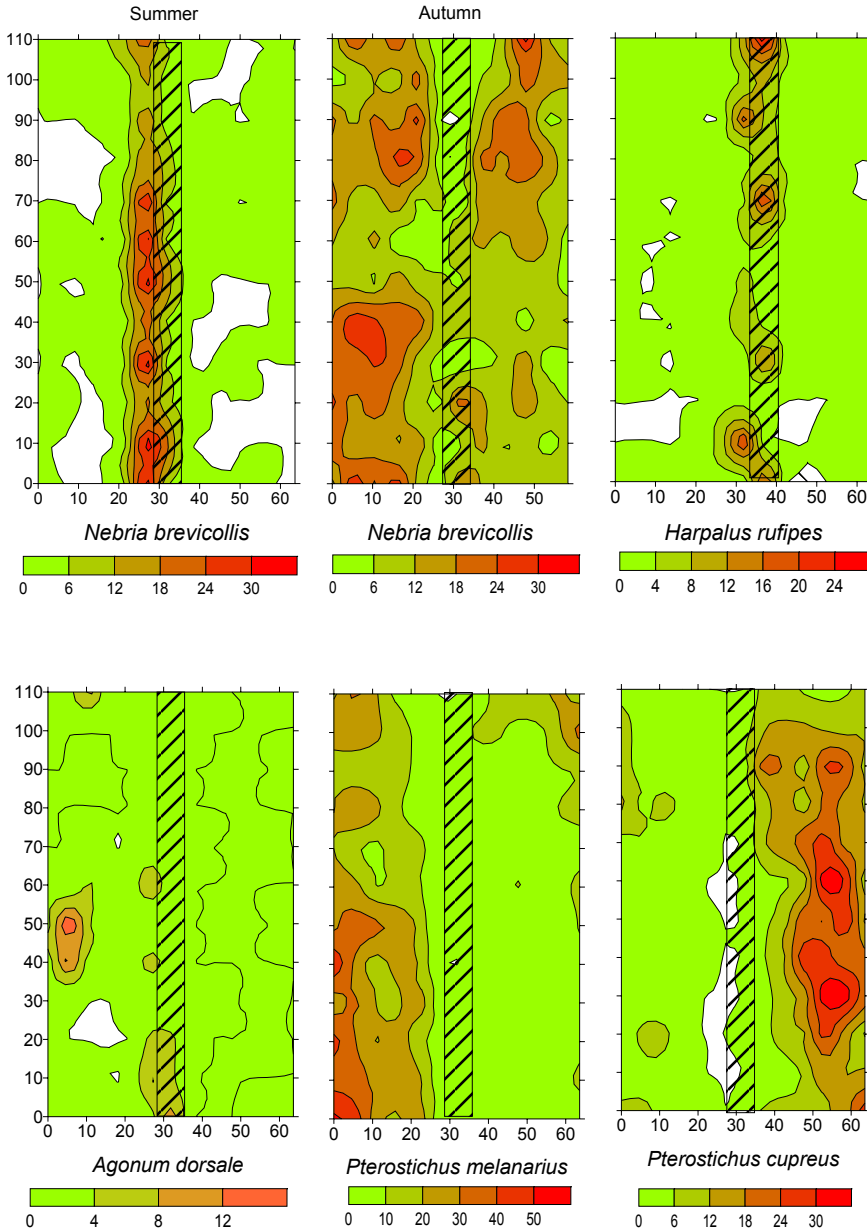 Summer
Autumn
110
100
90
80
70
60
50
40
30
20
10
0
0 10 20 30 40 50 60
0 10 20 30 40 50
0 10 20 30 40 50 60
Nebria brevicollis
Nebria brevicollis
Harpalus rufipes
0 6 12 18 24 30
0 6 12 18 24 30
0 4 8 12 16 20 24
110
100
90
80
70
60
50
40
30
20
10
0
0 10 20 30 40 50 60
0 10 20 30 40 50 60
0 10 20 30 40 50 60
Agonum dorsale
Pterostichus melanarius
Pterostichus cupreus
0 4 8 12
0 10 20 30 40 50
0 6 12 18 24 30